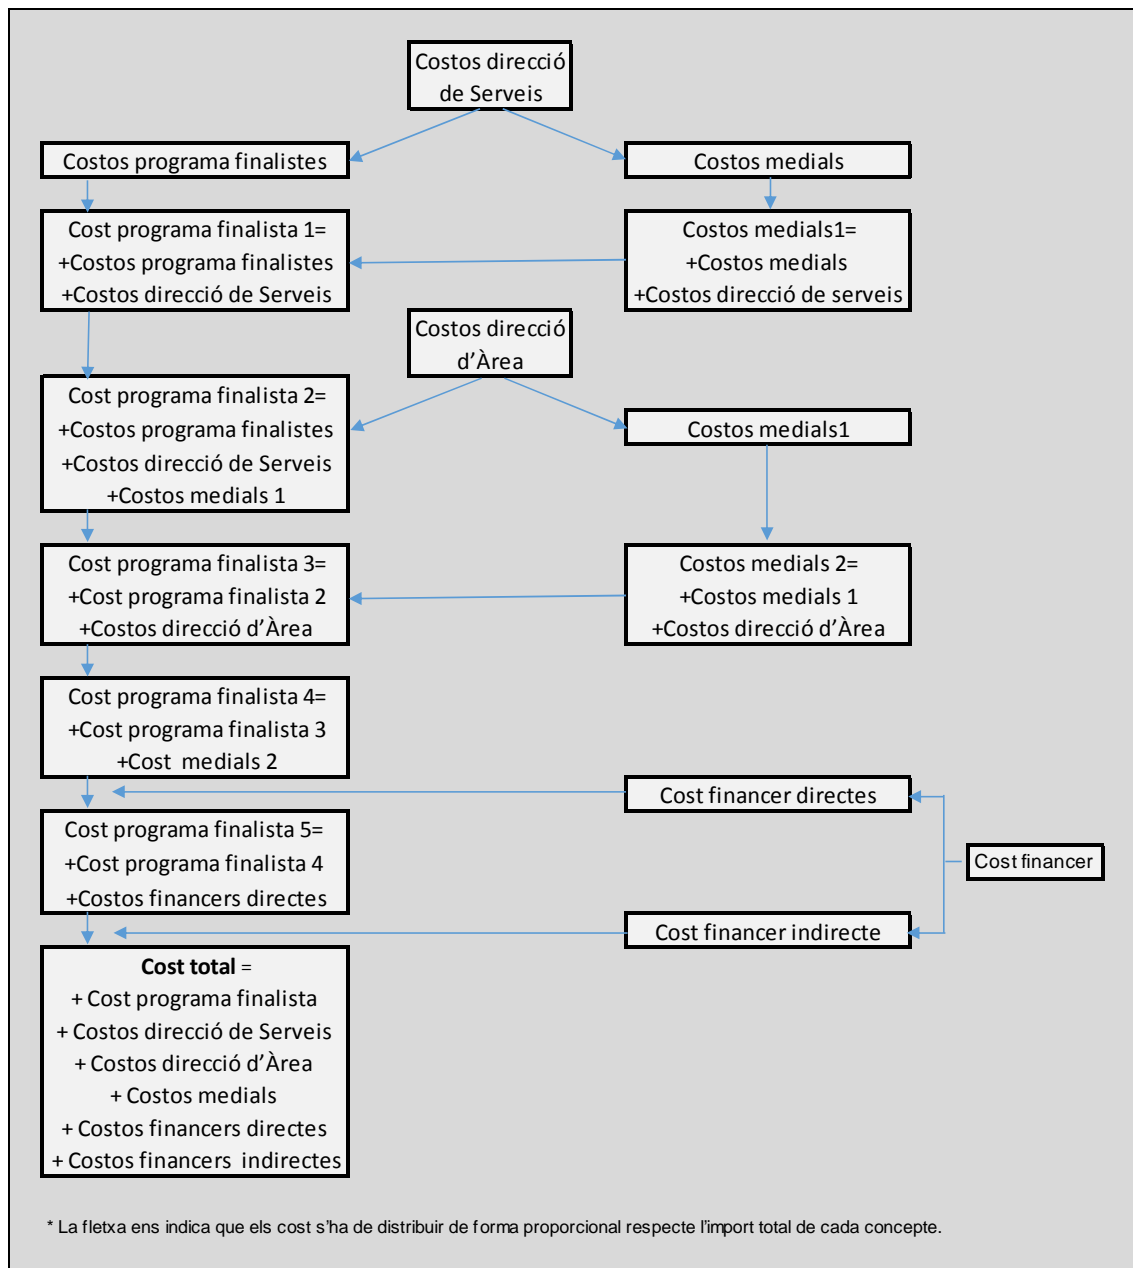 Costos direcció
de Serveis
Costos programa finalistes
Costos medials
Cost programa finalista 1=
+Costos programa finalistes
+Costos direcció de Serveis
Costos medials1=
+Costos medials
+Costos direcció de serveis
Costos direcció
d’Àrea
Cost programa finalista 2=
+Costos programa finalistes
+Costos direcció de Serveis
+Costos medials 1
Costos medials1
Cost programa finalista 3=
+Cost programa finalista 2
+Costos direcció d’Àrea
Costos medials 2=
+Costos medials 1
+Costos direcció d’Àrea
Cost programa finalista 4=
+Cost programa finalista 3
+Cost medials 2
Cost financer directes
Cost programa finalista 5=
+Cost programa finalista 4
+Costos financers directes
Cost financer
Cost financer indirecte
Cost total =
+ Cost programa finalista
+ Costos direcció de Serveis
+ Costos direcció d’Àrea
+ Costos medials
+ Costos financers directes
+ Costos financers indirectes
* La fletxa ens indica que els cost s’ha de distribuir de forma proporcional respecte l’import total de cada concepte.